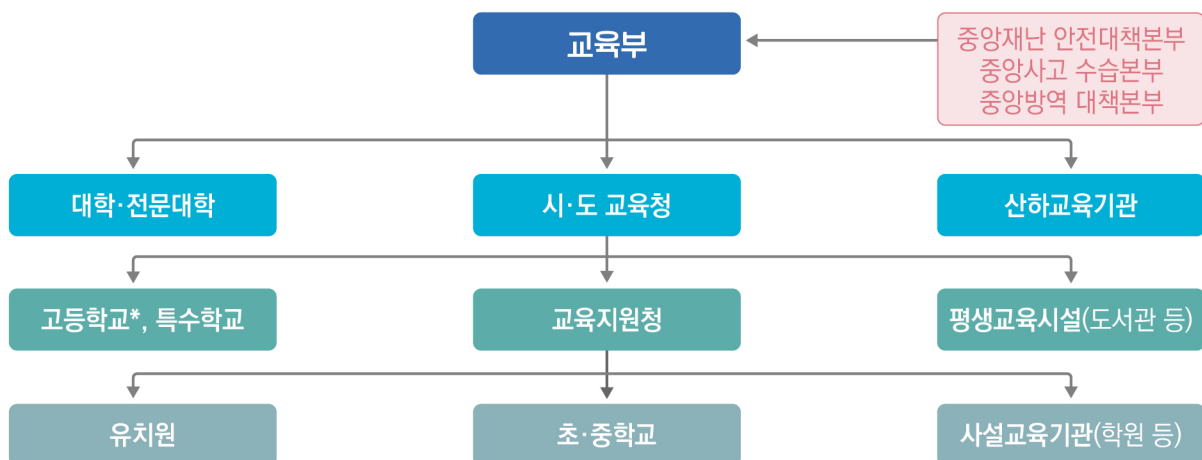 교육부
중앙재난 안전대책본부
중앙사고 수습본부
중앙방역 대책본부
대학·전문대학
시·도 교육청
산하교육기관
고등학교*, 특수학교
교육지원청
평생교육시설(도서관 등)
유치원
초·중학교
사설교육기관(학원 등)